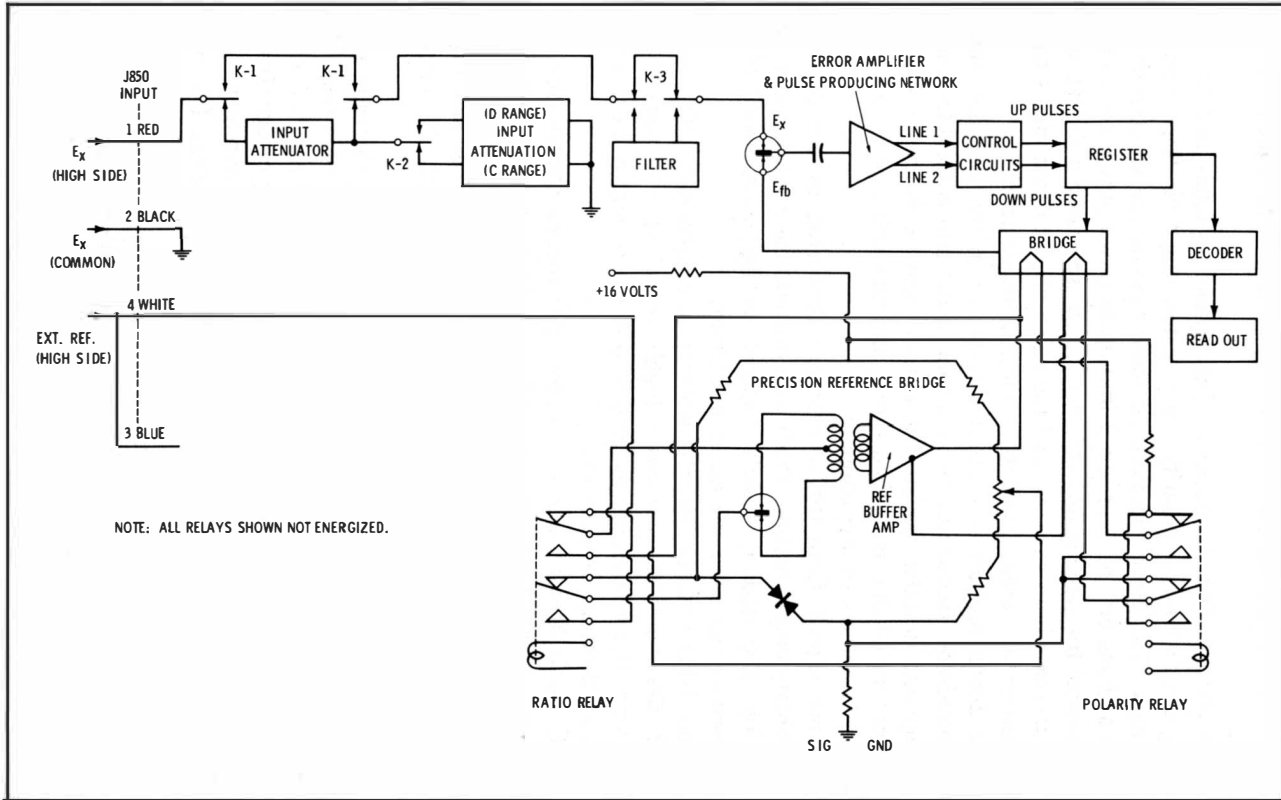 J850
INPUT
1 RED
Ex
(HIGH SIDE)
2 BLACK
Ex
(COMMON)
4 WHITE
EXT. REF.
(HIGH SIDE)
3 BLUE
K-1
K-1
INPUT
ATTENUATOR
K-2
(D RANGE)
INPUT
ATTENUATION
(C RANGE)
K-3
FILTER
Ex
Efb
ERROR AMPLIFIER
& PULSE PRODUCING NETWORK
LINE 1
LINE 2
CONTROL
CIRCUITS
UP PULSES
DOWN PULSES
REGISTER
BRIDGE
DECODER
READ OUT
+16 VOLTS
PRECISION REFERENCE BRIDGE
REF
BUFFER
AMP
NOTE: ALL RELAYS SHOWN NOT ENERGIZED.
RATIO RELAY
POLARITY RELAY
SIG GND